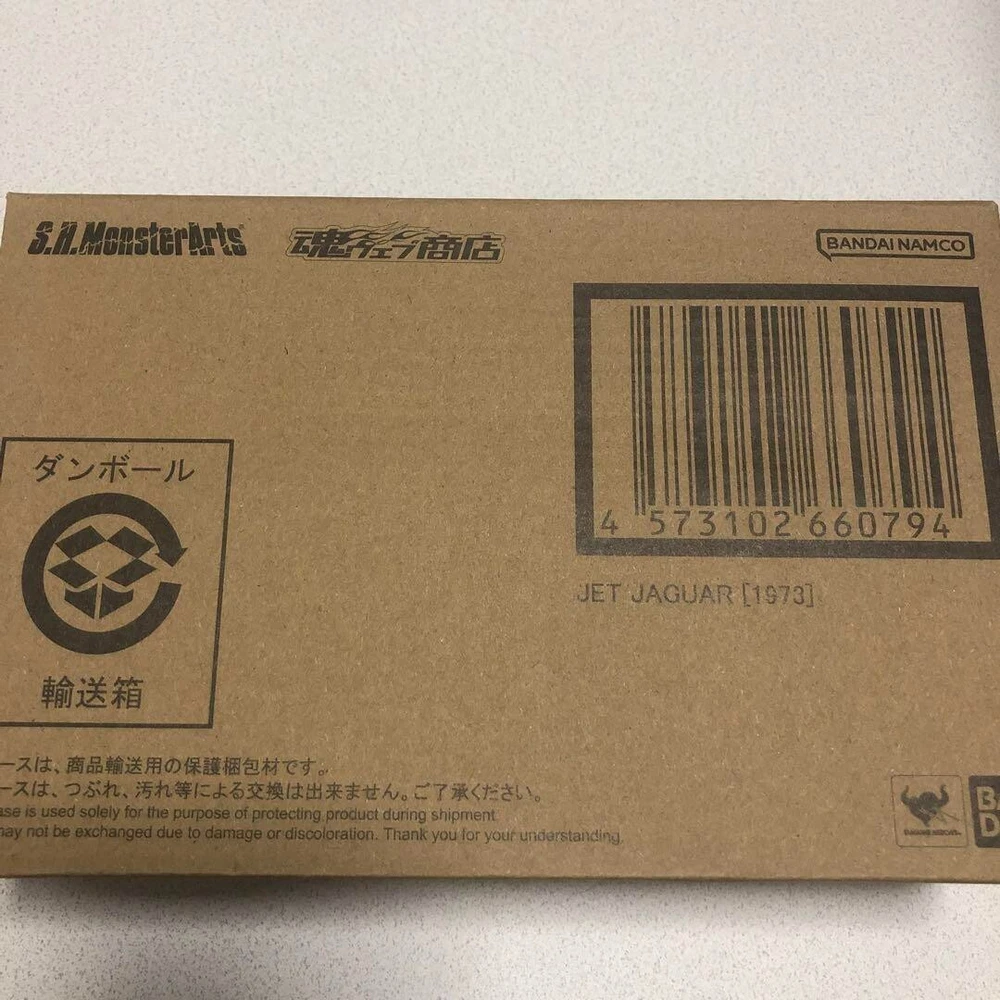 S.H.MonsterArts
魂ウェブ商店
BANDAI NAMCO
4 573102 660794
JET JAGUAR [1973]
ダンボール
輸送箱
ースは、商品輸送用の保護梱包材です。
ースは、つぶれ、汚れ等による交換は出来ません。ご了承ください。
ase is used solely for the purpose of protecting product during shipment.
may not be exchanged due to damage or discoloration. Thank you for your understanding.